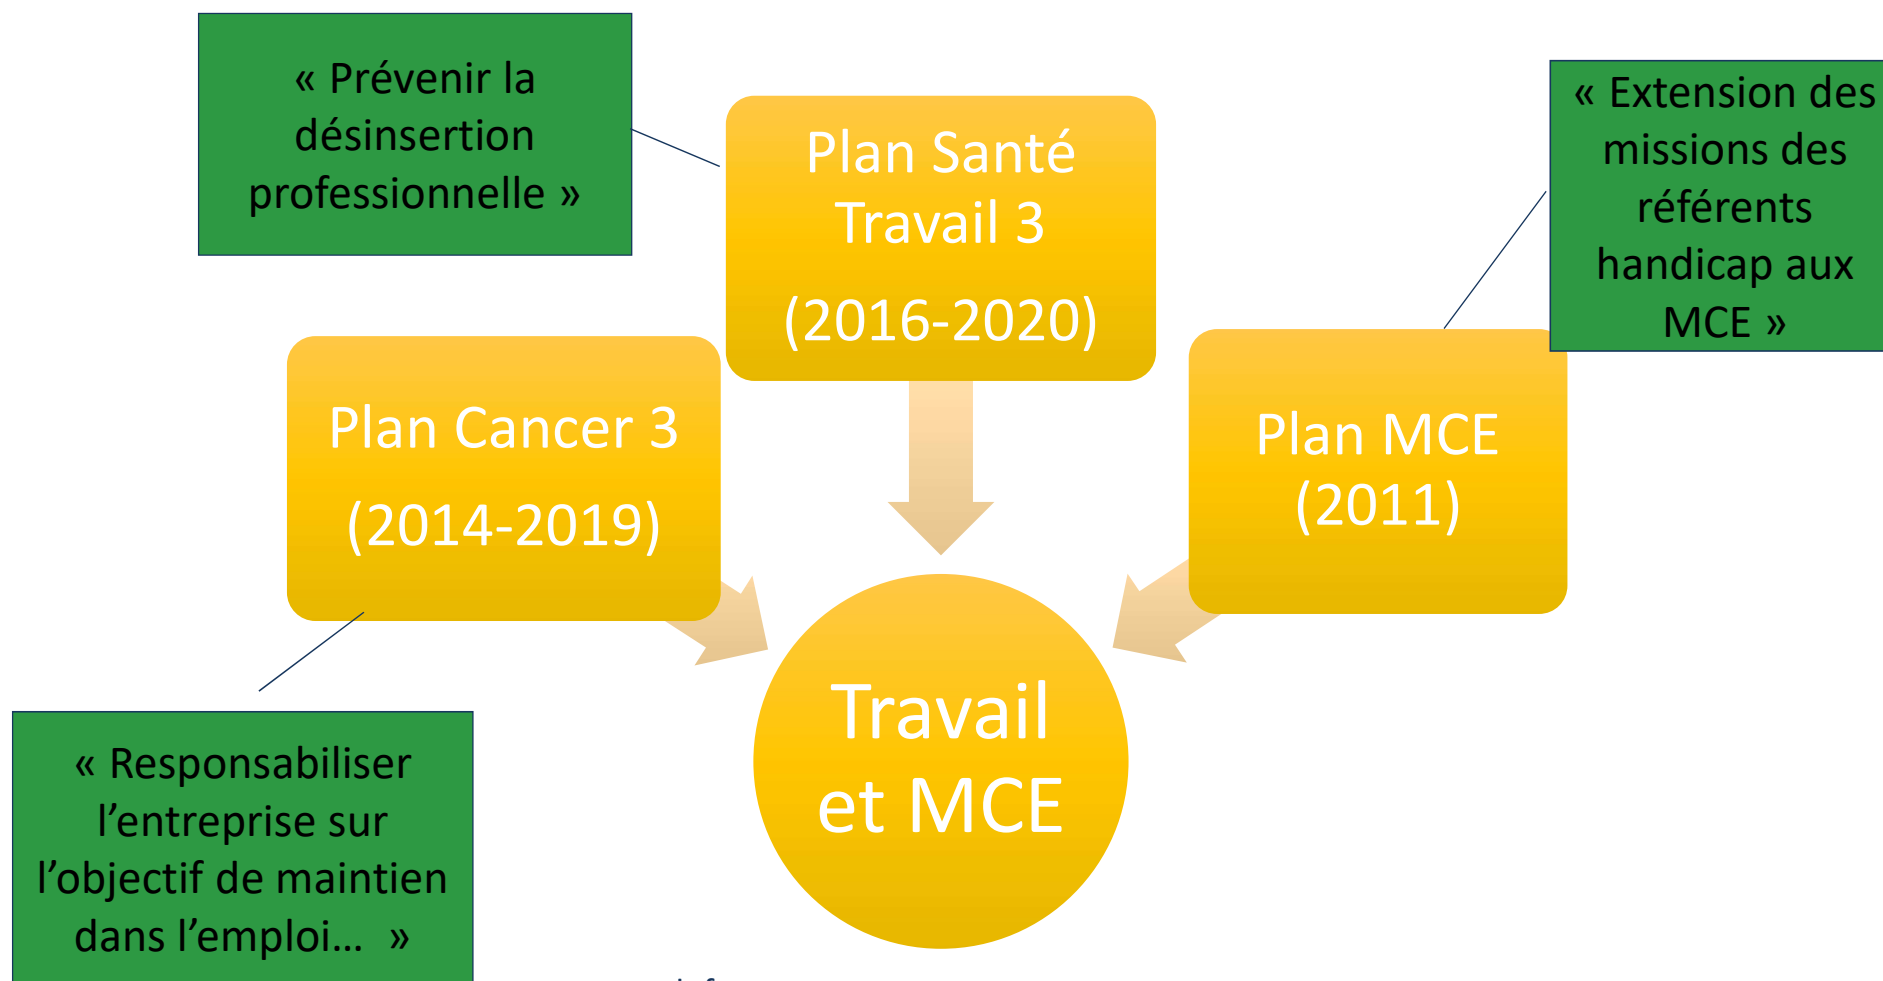 « Prévenir la
désinsertion
professionnelle »
Plan Santé
Travail 3
(2016-2020)
« Extension des
missions des
référents
handicap aux
MCE »
Plan Cancer 3
(2014-2019)
Plan MCE
(2011)
Travail
et MCE
« Responsabiliser
l’entreprise sur
l’objectif de maintien
dans l’emploi… »